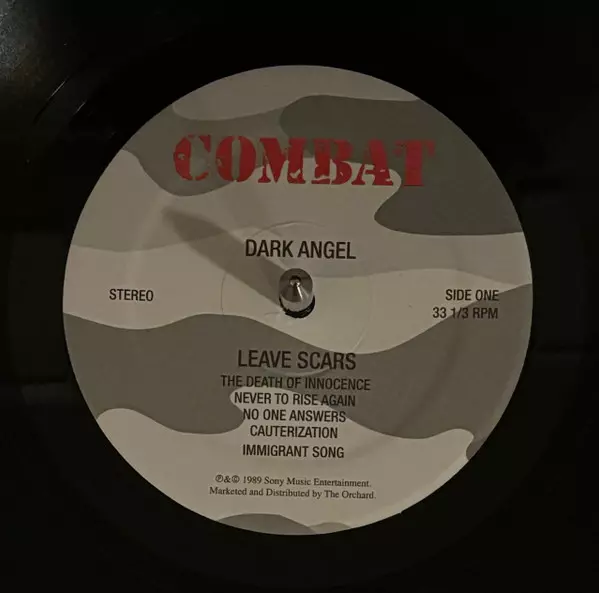 COMBAT
DARK ANGEL
STEREO
SIDE ONE
33 1/3 RPM
LEAVE SCARS
THE DEATH OF INNOCENCE
NEVER TO RISE AGAIN
NO ONE ANSWERS
CAUTERIZATION
IMMIGRANT SONG
℗&© 1989 Sony Music Entertainment.
Marketed and Distributed by The Orchard.